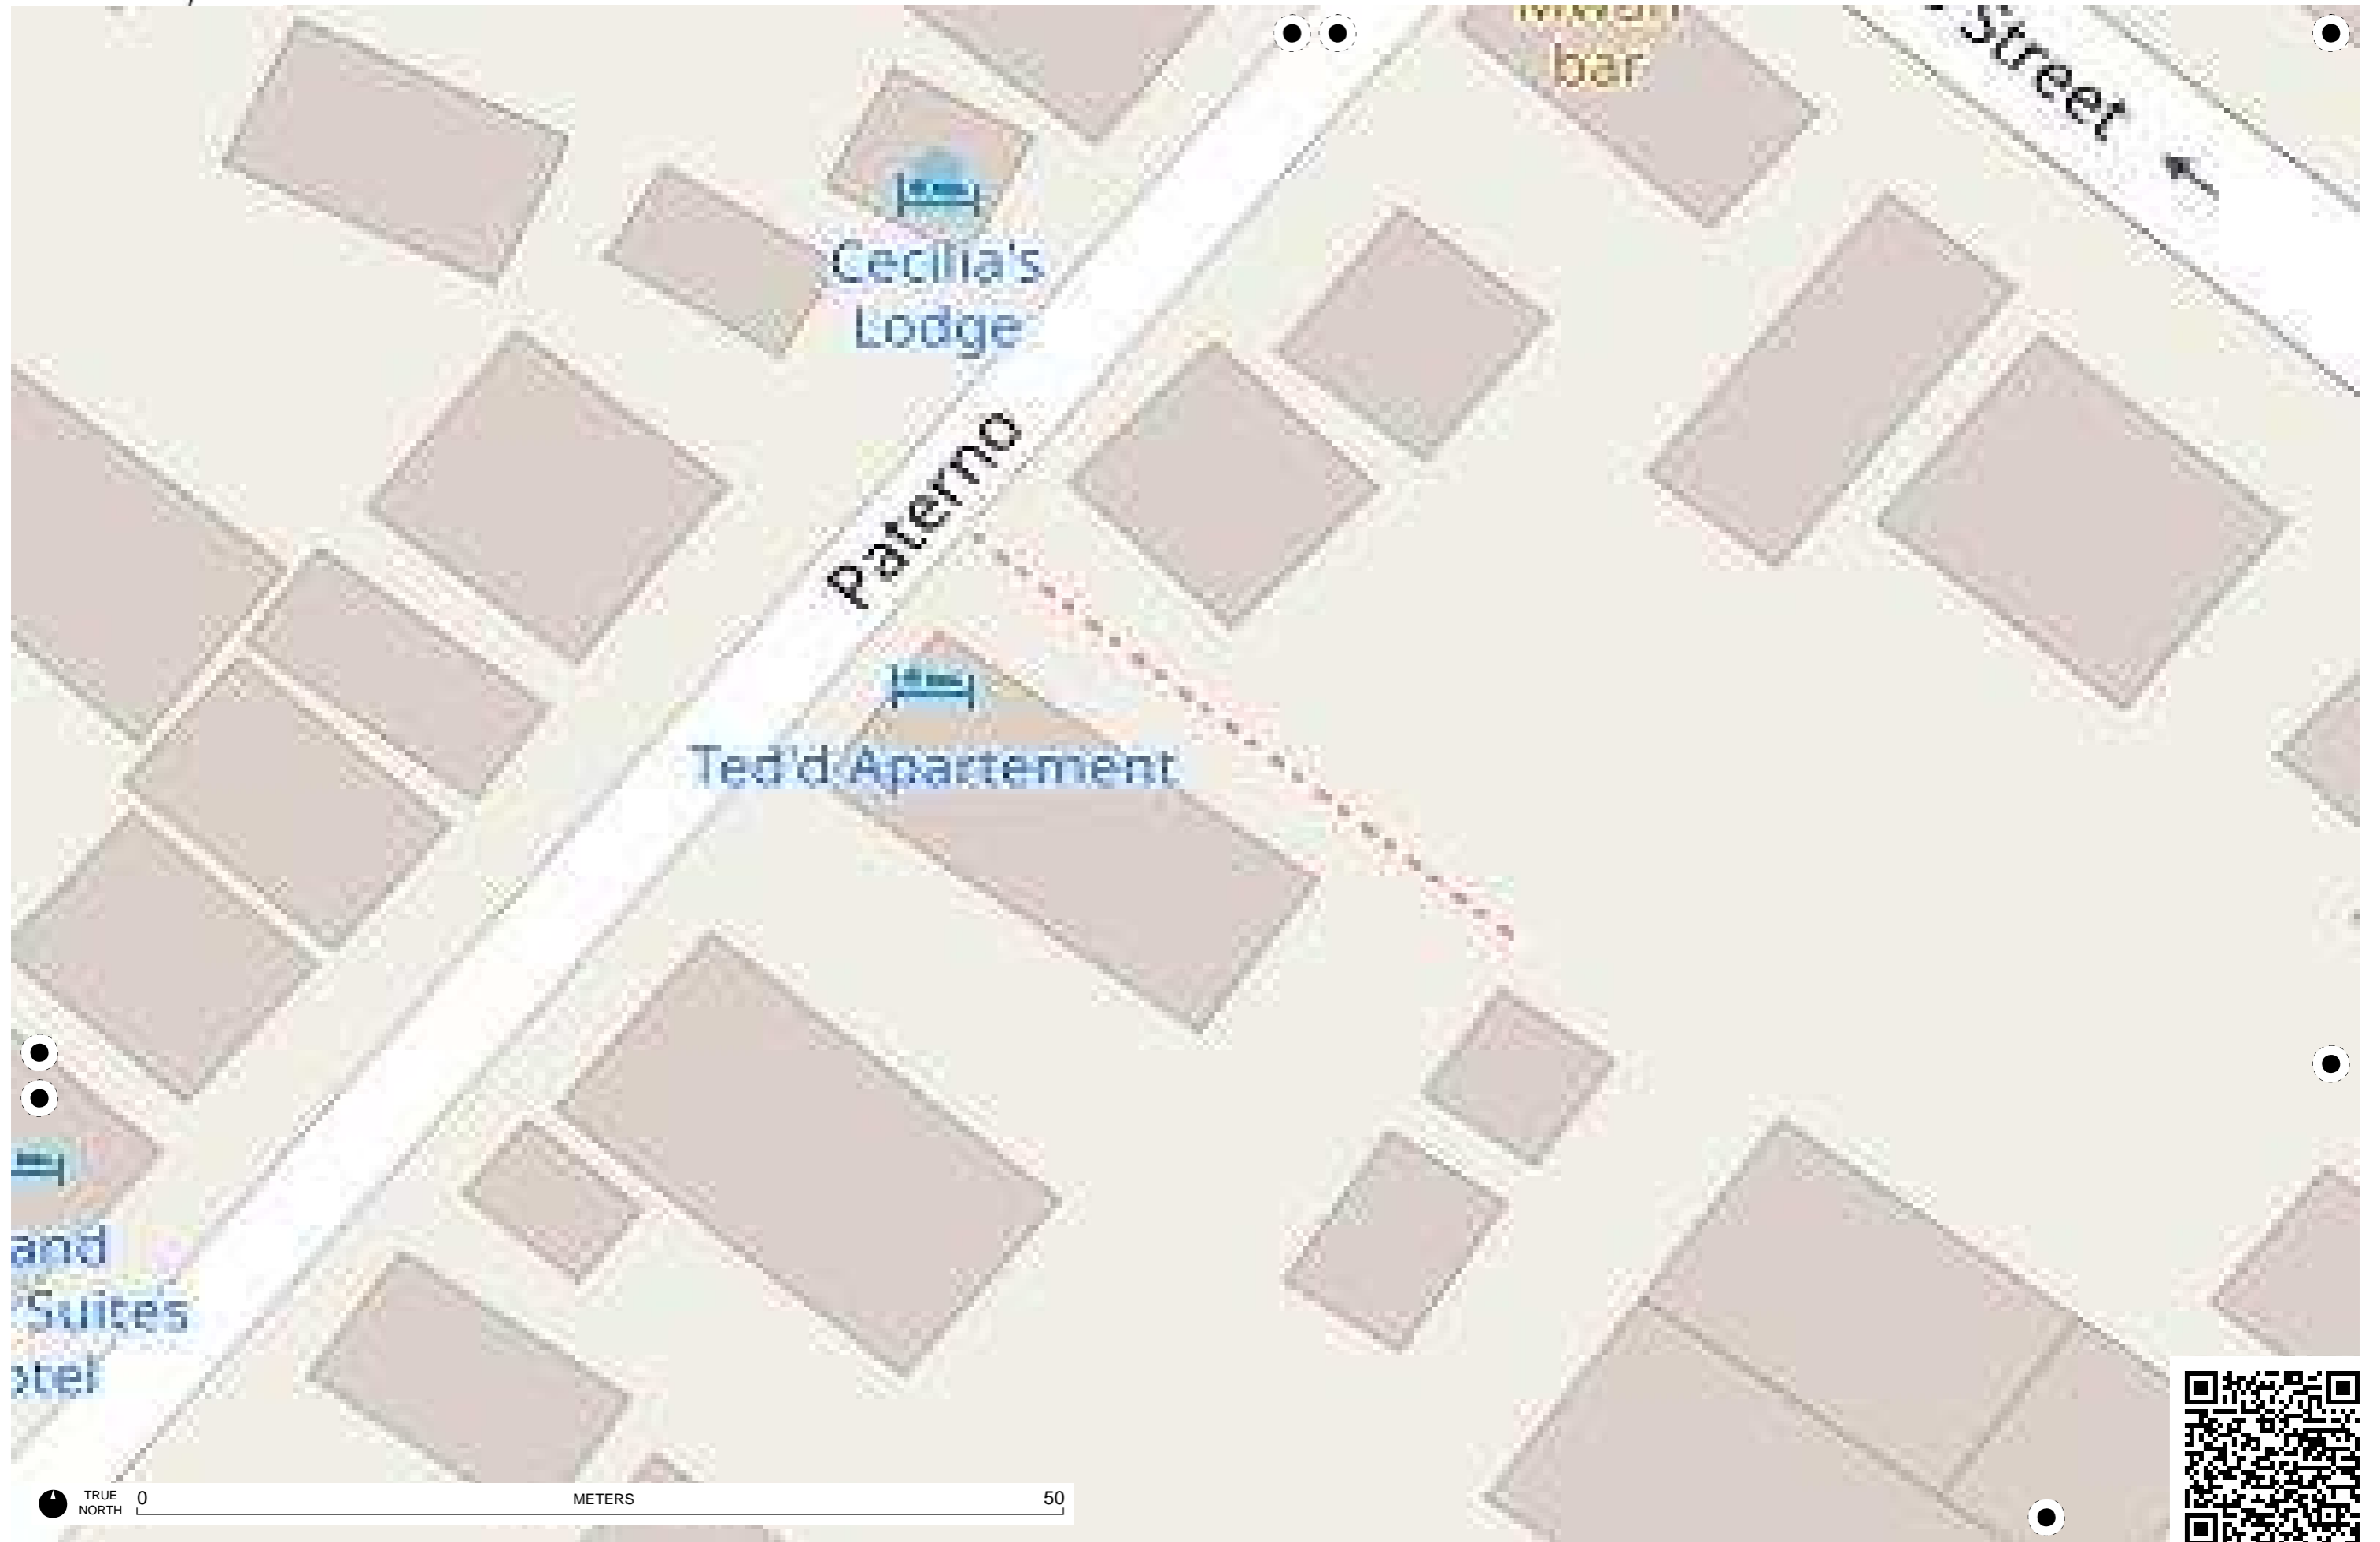 Street
bar
Cecilia's
Lodge
Paterno
Ted'd Apartement
and
Suites
otel
TRUE
NORTH
0
METERS
50